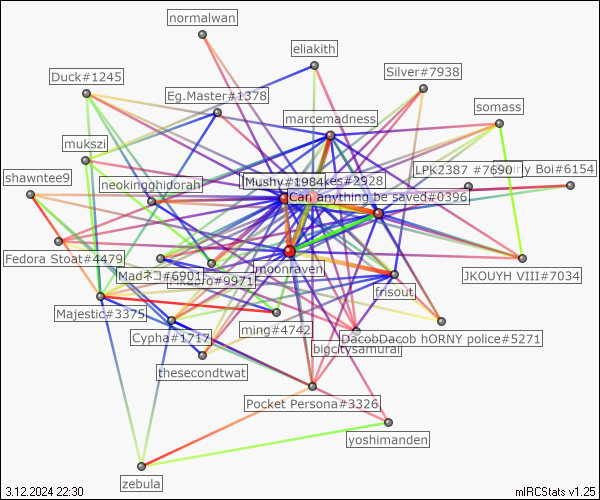 normalwan
eliakith
Silver#7938
Duck#1245
Eg.Master#1378
somass
marcemadness
mukszi
LPK2387 #7690
Boi#6154
shawntee9
neokingghidorah
Mushy#1984
kes#2928
Can anything be saved#0396
Fedora Stoat#4479
Madネコ#6901
#9971
moonraven
frisout
JKOUYH VIII#7034
Majestic#3375
Cypha#1717
ming#4742
DacobDacob hORNY police#5271
bigcitysamurai
thesecondtwat
Pocket Persona#3326
yoshimanden
zebula
3.12.2024 22:30
mIRCStats v1.25